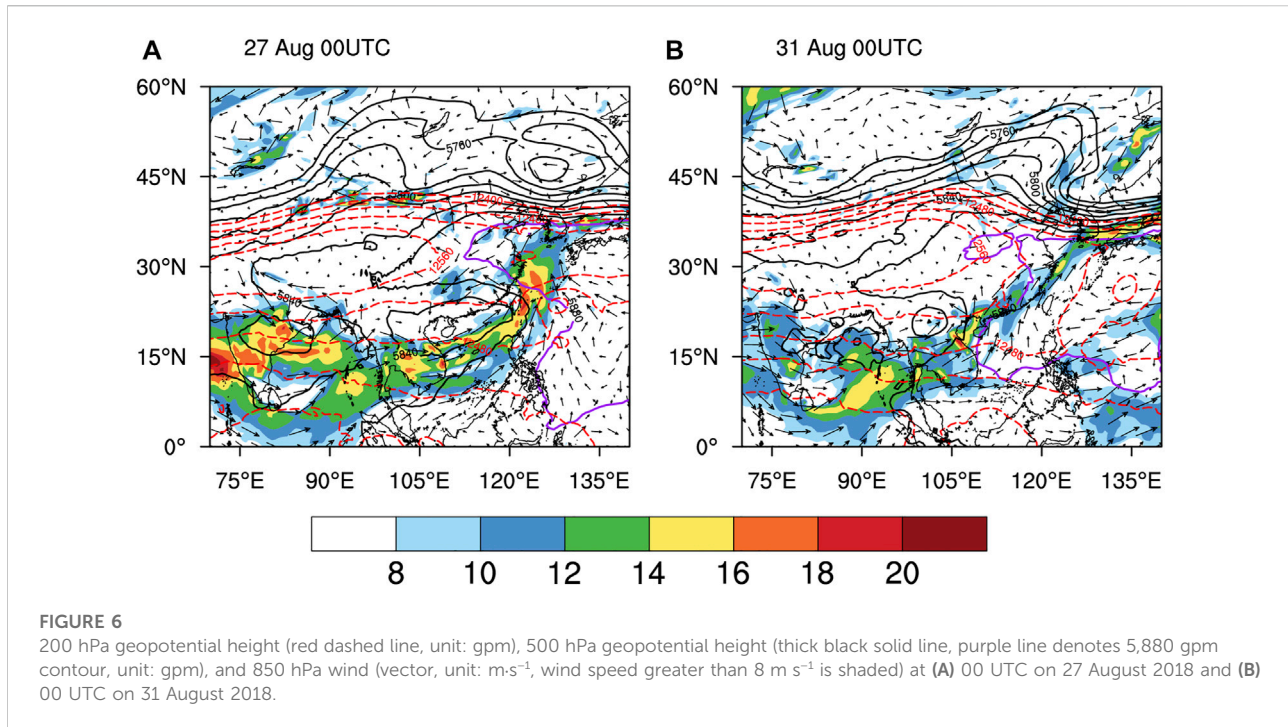 A 27 Aug 00UTC
B 31 Aug 00UTC
60°N
45°N
30°N
15°N
0°
75°E 90°E 105°E 120°E 135°E
5760
5800
12400
12560
5840
5880
5840
12480
60°N
45°N
30°N
15°N
0°
75°E 90°E 105°E 120°E 135°E
5760
5800
5840
12480
12560
12480
8 10 12 14 16 18 20
FIGURE 6
200 hPa geopotential height (red dashed line, unit: gpm), 500 hPa geopotential height (thick black solid line, purple line denotes 5,880 gpm
contour, unit: gpm), and 850 hPa wind (vector, unit: m·s⁻¹, wind speed greater than 8 m s⁻¹ is shaded) at (A) 00 UTC on 27 August 2018 and (B)
00 UTC on 31 August 2018.